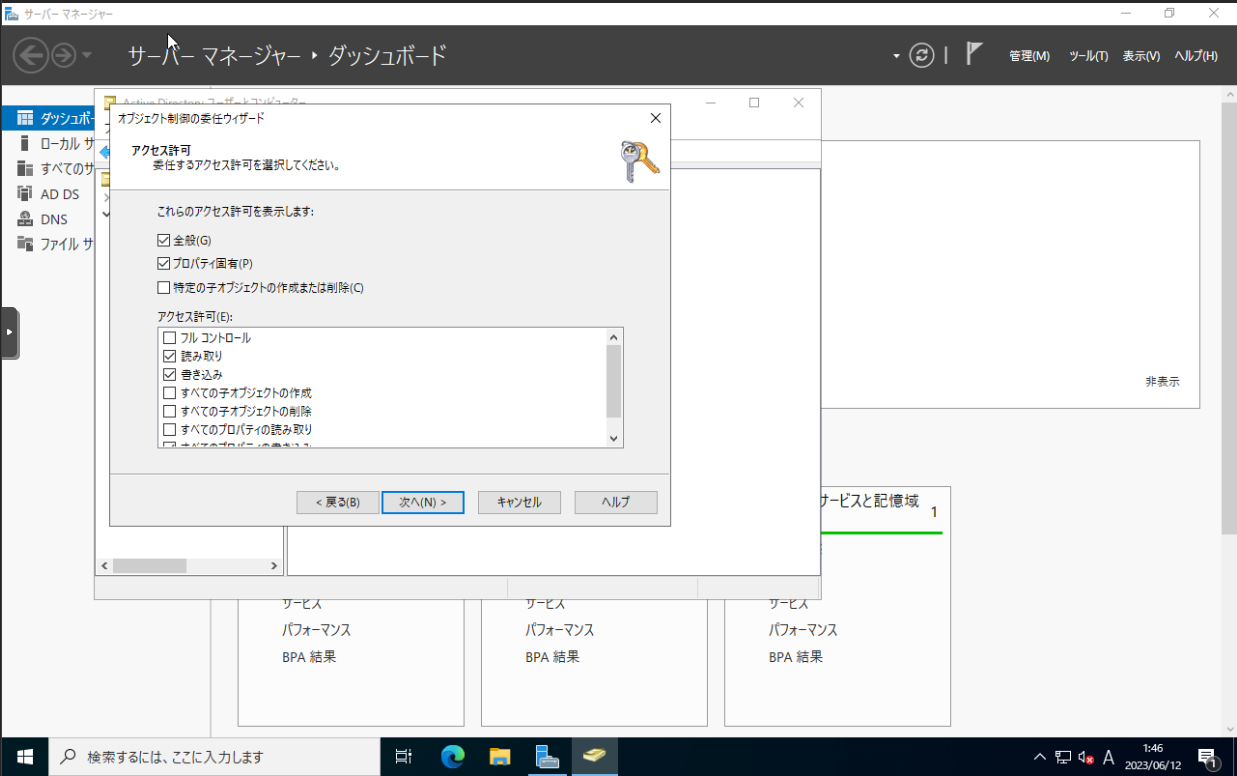 サーバー マネージャー
サーバー マネージャー ‣ ダッシュボード
管理(M) ツール(T) 表示(V) ヘルプ(H)
Active Directory ユーザーとコンピューター
ダッシュボー
ローカル サ
すべてのサ
AD DS
DNS
ファイル サ
オブジェクト制御の委任ウィザード
アクセス許可
委任するアクセス許可を選択してください。
これらのアクセス許可を表示します:
全般(G)
プロパティ固有(P)
特定の子オブジェクトの作成または削除(C)
アクセス許可(E):
フル コントロール
読み取り
書き込み
すべての子オブジェクトの作成
すべての子オブジェクトの削除
すべてのプロパティの読み取り
すべてのプロパティの書き込み
< 戻る(B) 次へ(N) > キャンセル ヘルプ
非表示
サービスと記憶域 1
サービス
パフォーマンス
BPA 結果
サービス
パフォーマンス
BPA 結果
サービス
パフォーマンス
BPA 結果
検索するには、ここに入力します
A
1:46
2023/06/12
1